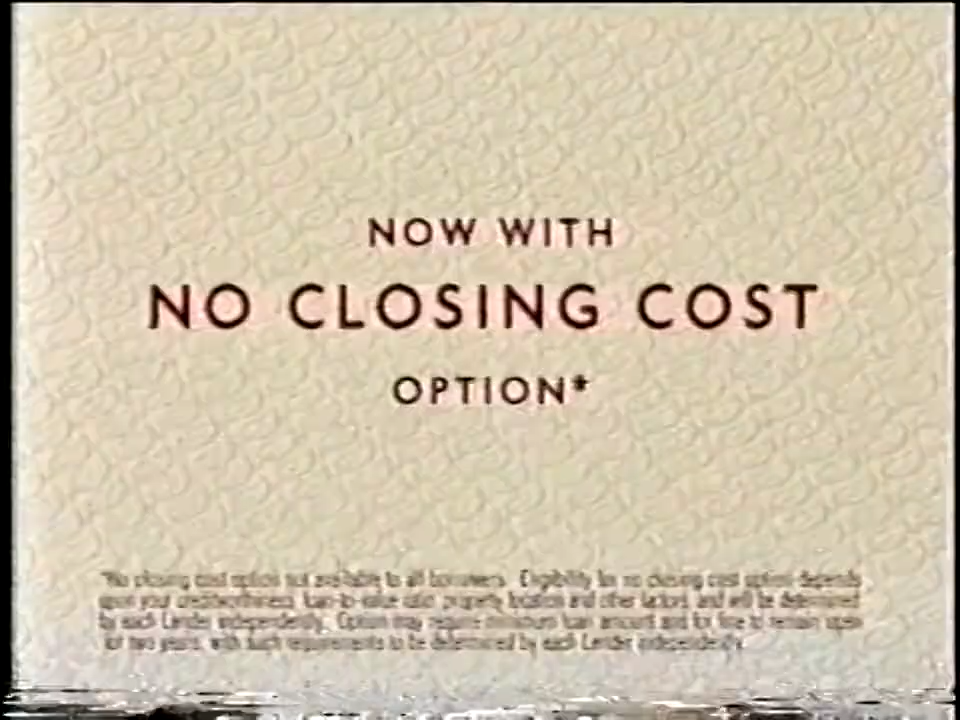 NOW WITH
NO CLOSING COST
OPTION*
*No closing cost option not available to all borrowers. Eligibility for no closing cost option depends
upon your creditworthiness, loan-to-value ratio, property location and other factors, and will be determined
by each Lender independently. Option may require minimum loan amount and for line to remain open
for two years, with such requirements to be determined by each Lender independently.